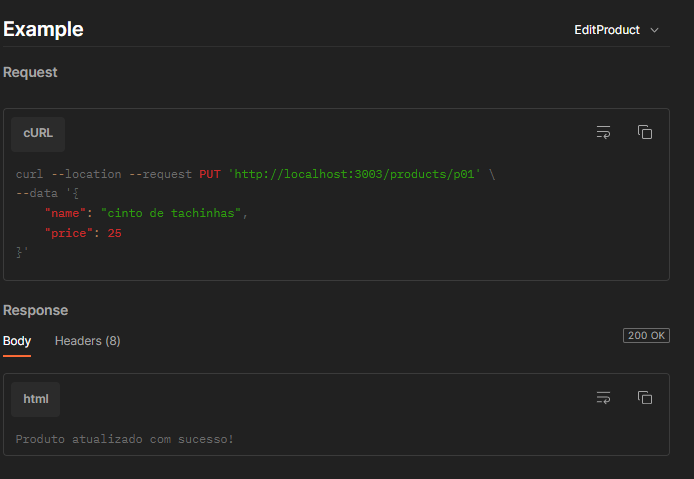 Example
EditProduct
Request
cURL
curl --location --request PUT 'http://localhost:3003/products/p01' \
--data '{
    "name": "cinto de tachinhas",
    "price": 25
}'
Response
Body Headers (8) 200 OK
html
Produto atualizado com sucesso!